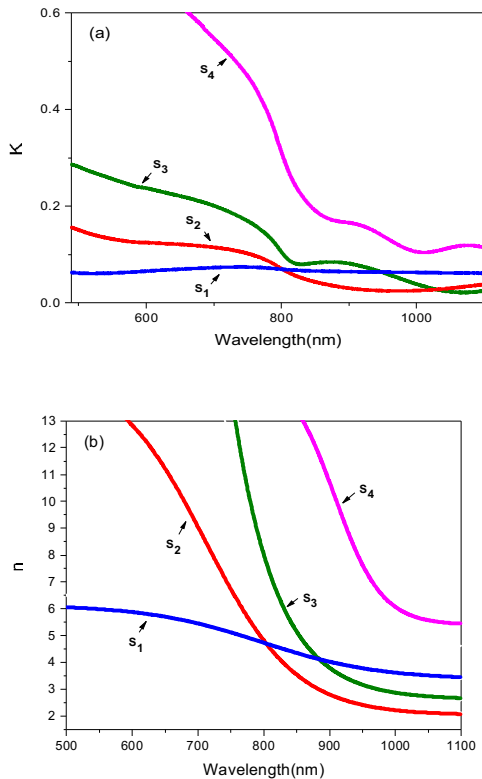 (a)
0.6
0.4
0.2
0.0
K
S4
S3
S2
S1
600 800 1000
Wavelength(nm)
(b)
13
12
11
10
9
8
7
6
5
4
3
2
n
S4
S2
S3
S1
500 600 700 800 900 1000 1100
Wavelength(nm)